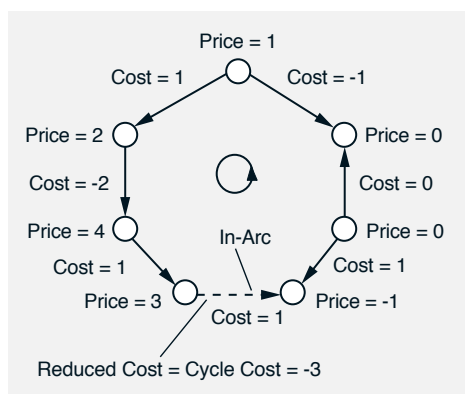 Price = 1
Cost = 1
Cost = -1
Price = 2
Price = 0
Cost = -2
Cost = 0
Price = 4
In-Arc
Price = 0
Cost = 1
Cost = 1
Price = 3
Price = -1
Cost = 1
Reduced Cost = Cycle Cost = -3